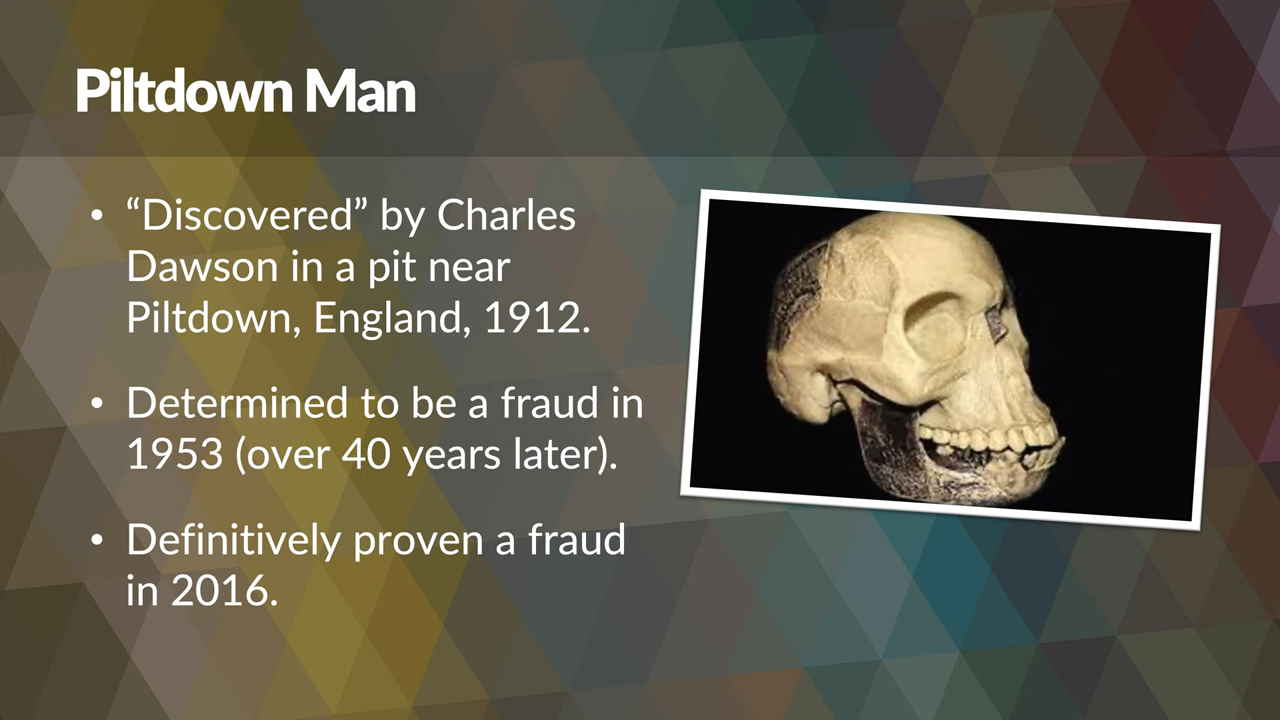 Piltdown Man
• “Discovered” by Charles
Dawson in a pit near
Piltdown, England, 1912.
• Determined to be a fraud in
1953 (over 40 years later).
• Definitively proven a fraud
in 2016.